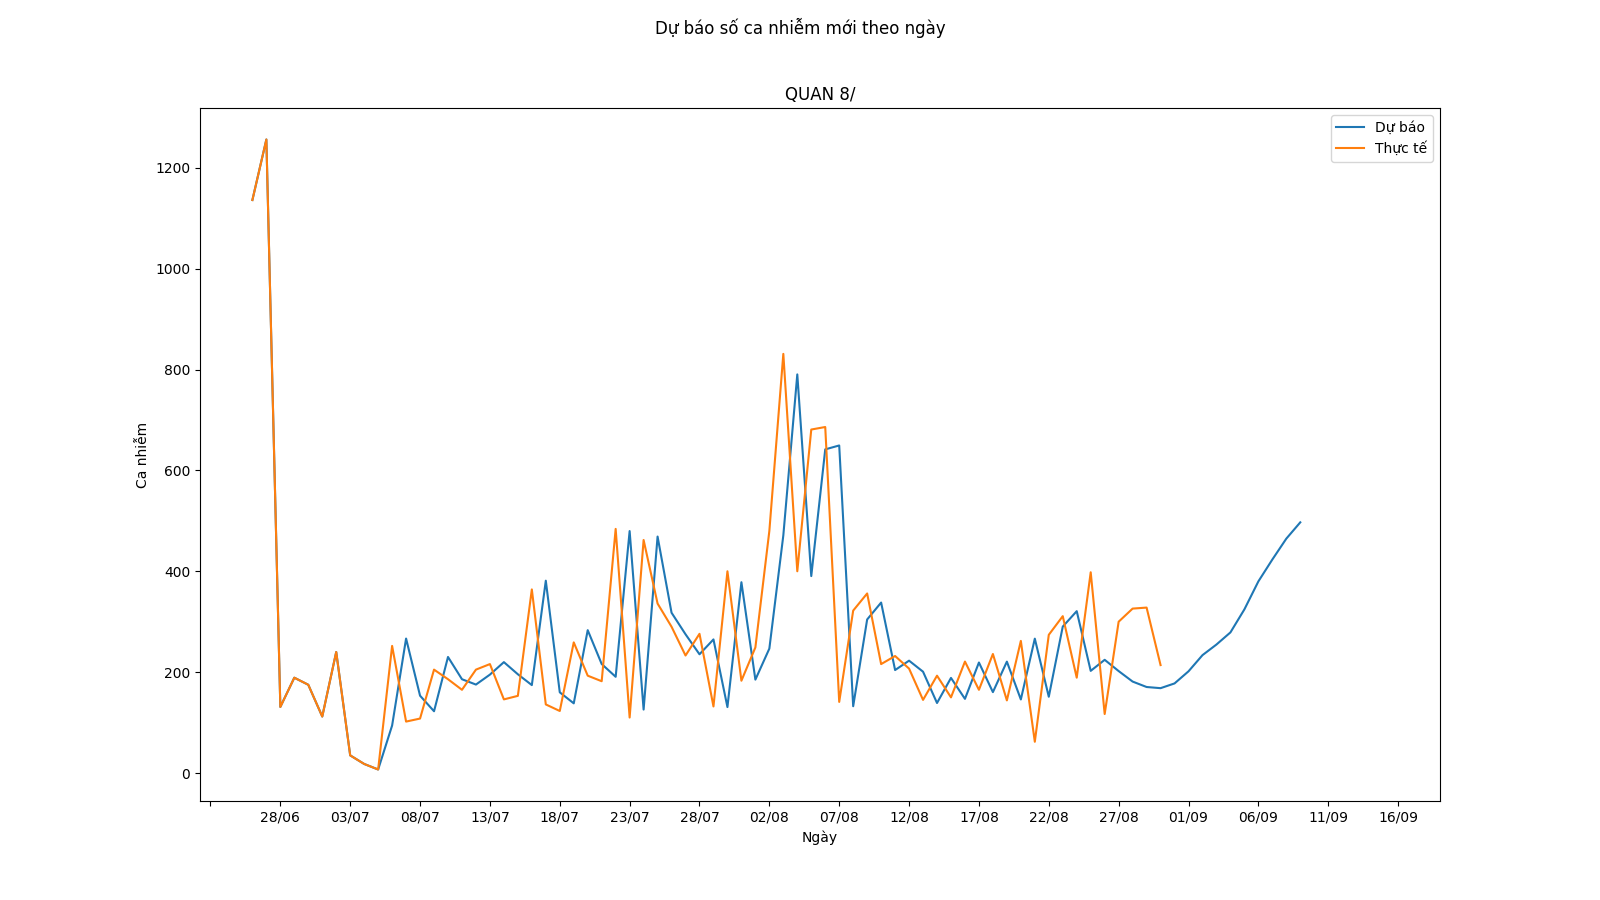 Dự báo số ca nhiễm mới theo ngày
QUAN 8/
Dự báo
Thực tế
1200
1000
800
600
400
200
0
Ca nhiễm
28/06 03/07 08/07 13/07 18/07 23/07 28/07 02/08 07/08 12/08 17/08 22/08 27/08 01/09 06/09 11/09 16/09
Ngày